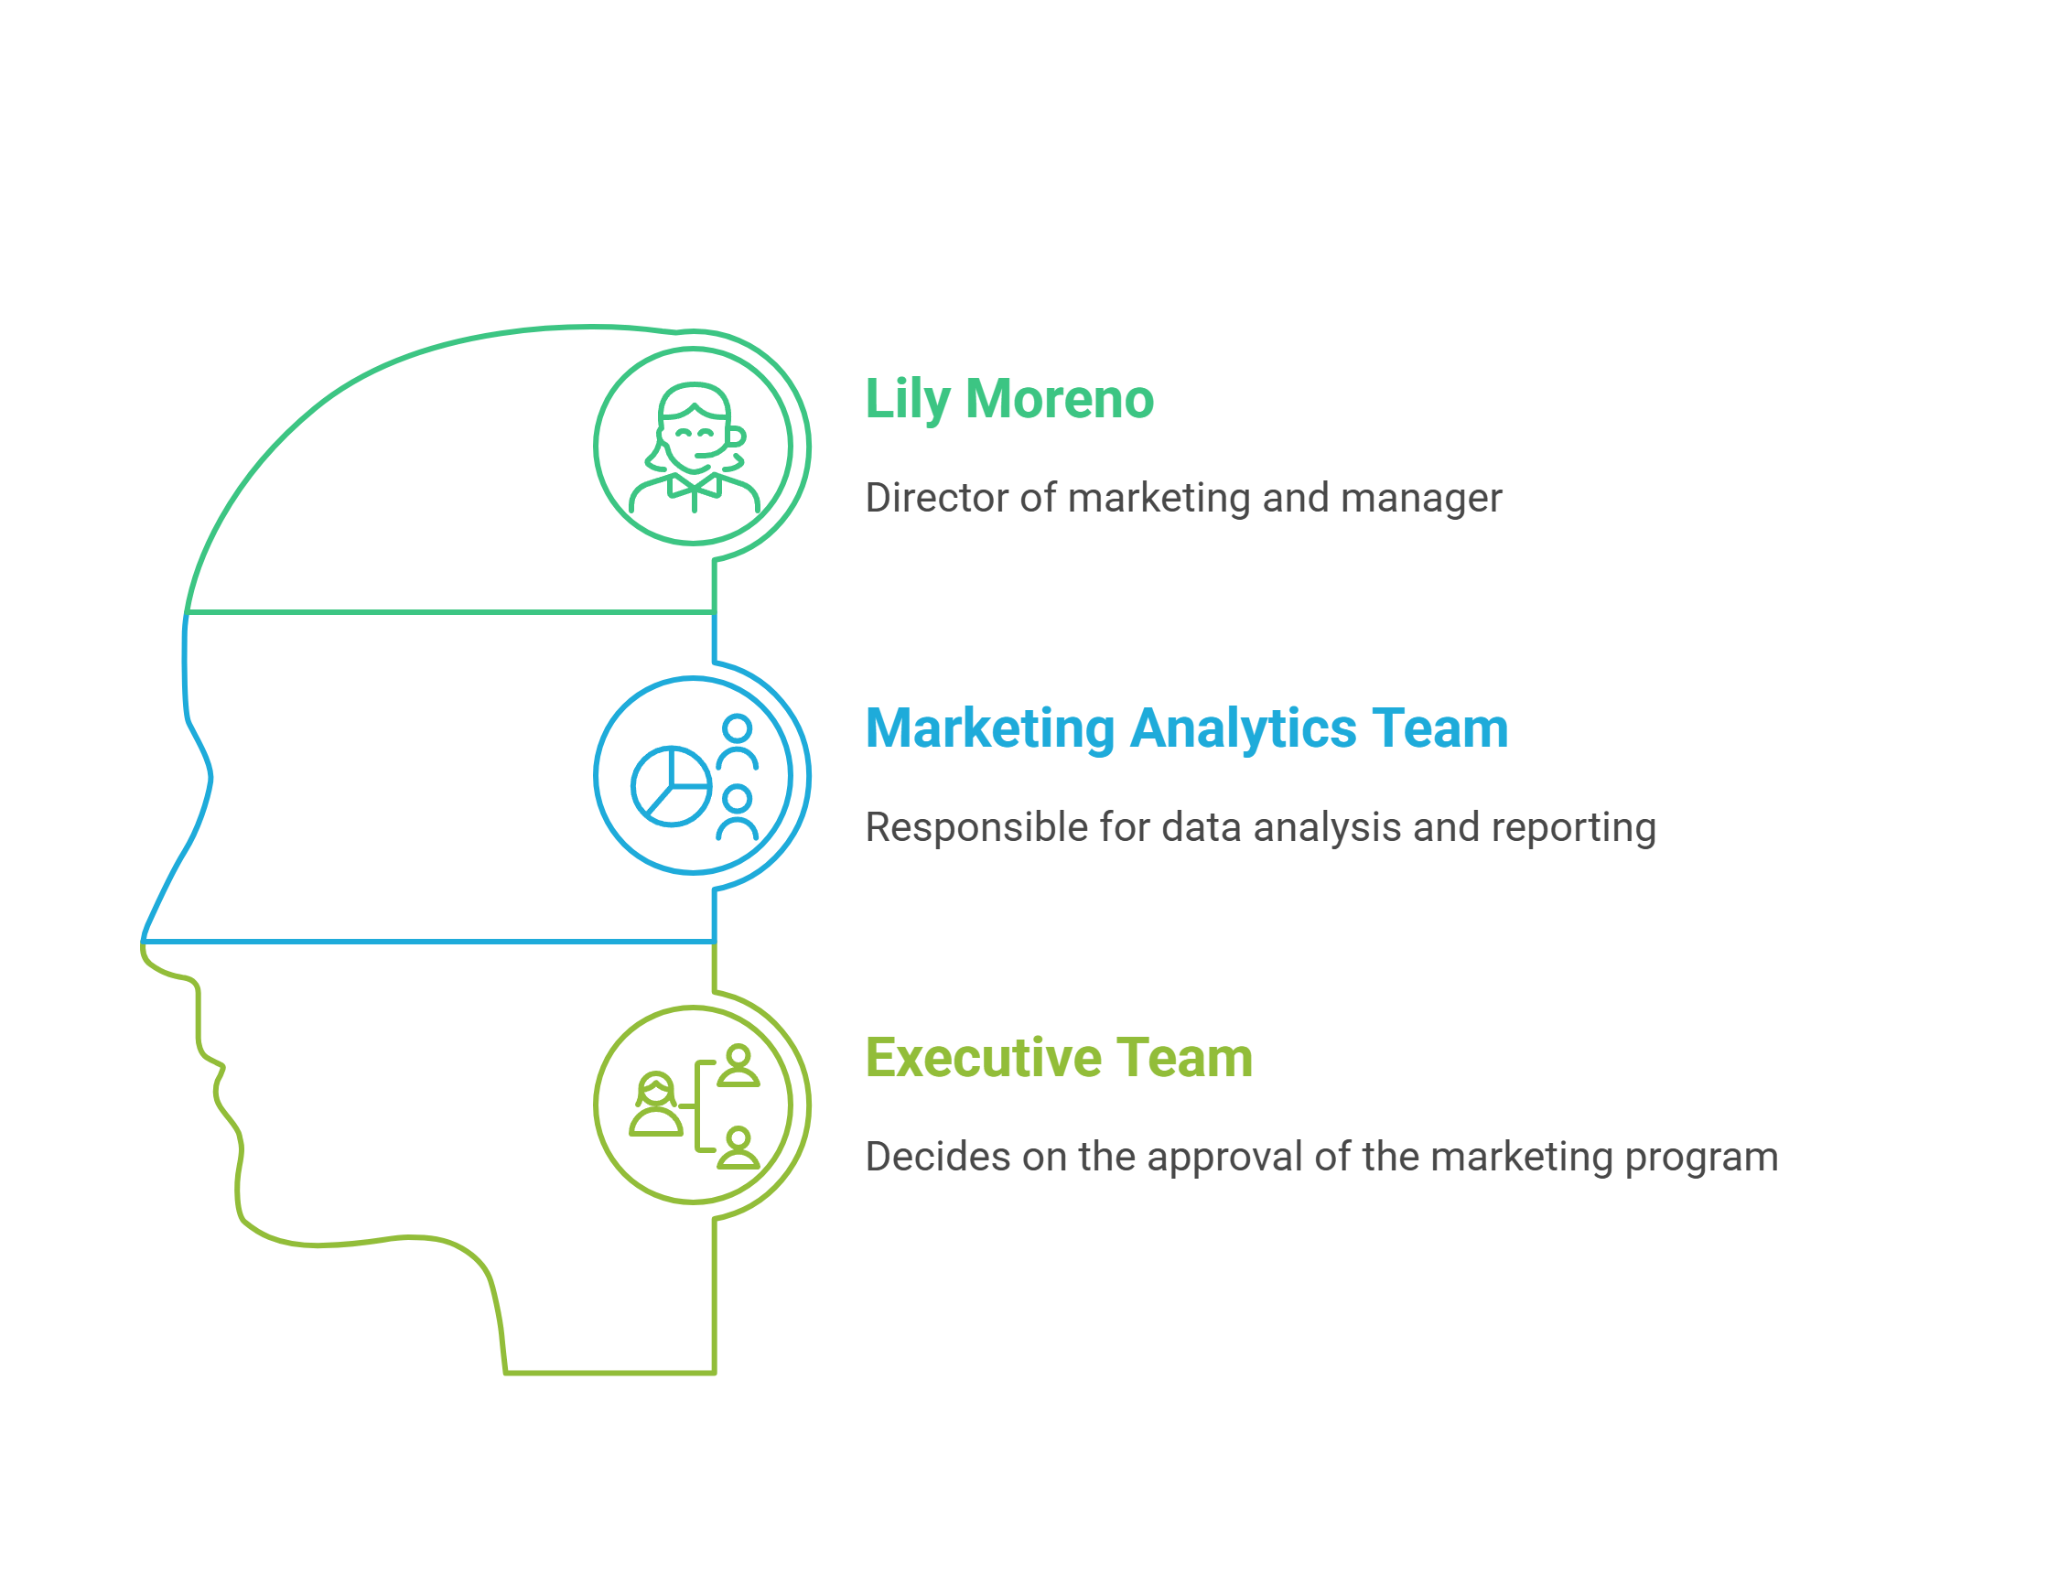 Lily Moreno
Director of marketing and manager
Marketing Analytics Team
Responsible for data analysis and reporting
Executive Team
Decides on the approval of the marketing program